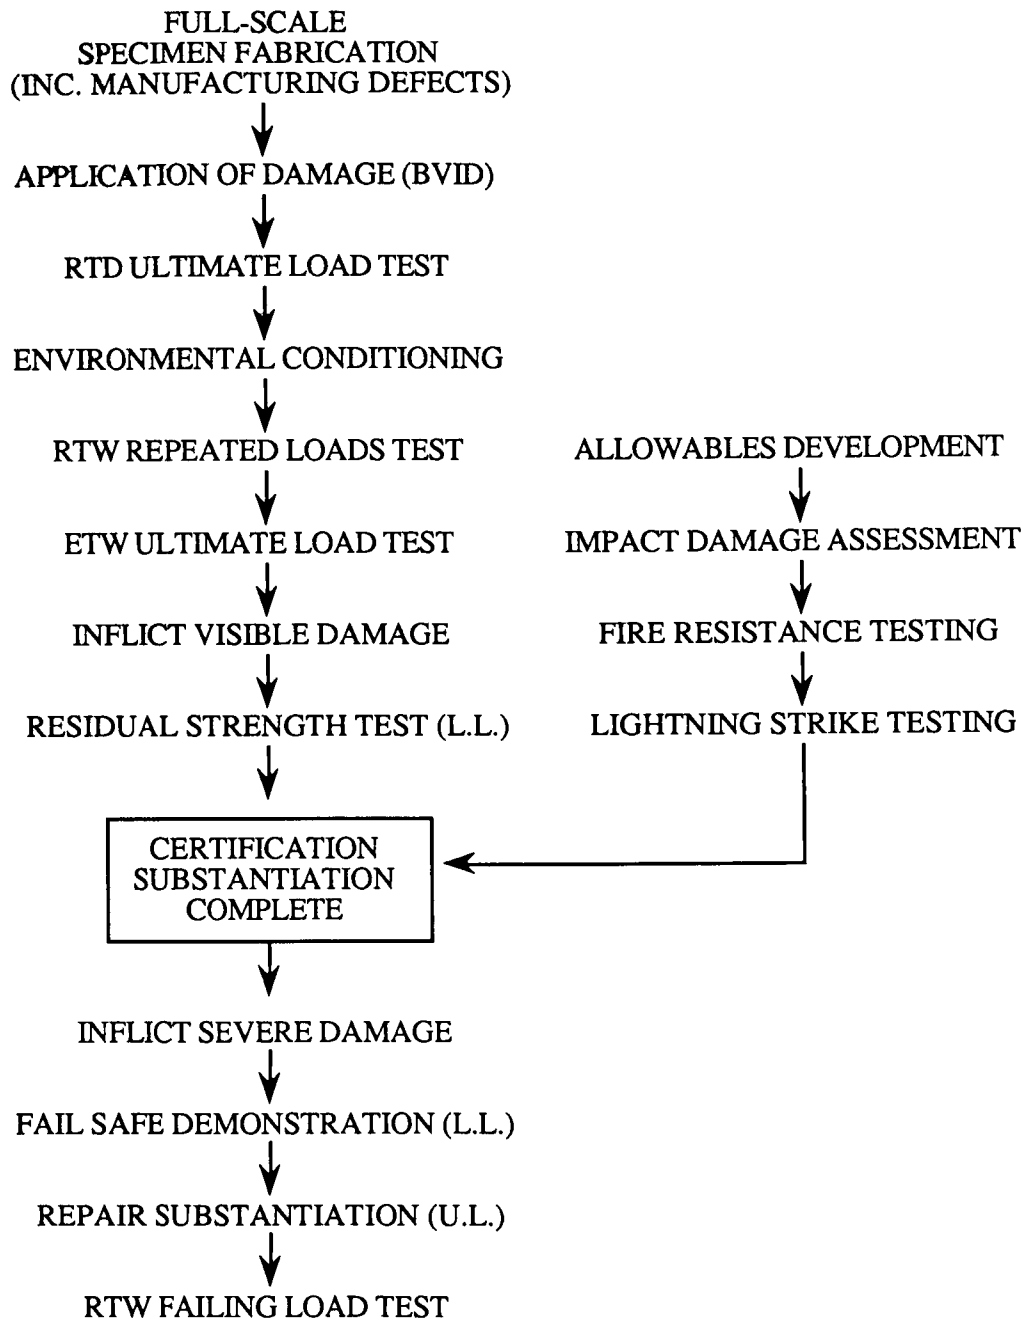 FULL-SCALE
SPECIMEN FABRICATION
(INC. MANUFACTURING DEFECTS)
APPLICATION OF DAMAGE (BVID)
RTD ULTIMATE LOAD TEST
ENVIRONMENTAL CONDITIONING
RTW REPEATED LOADS TEST
ETW ULTIMATE LOAD TEST
INFLICT VISIBLE DAMAGE
RESIDUAL STRENGTH TEST (L.L.)
ALLOWABLES DEVELOPMENT
IMPACT DAMAGE ASSESSMENT
FIRE RESISTANCE TESTING
LIGHTNING STRIKE TESTING
CERTIFICATION
SUBSTANTIATION
COMPLETE
INFLICT SEVERE DAMAGE
FAIL SAFE DEMONSTRATION (L.L.)
REPAIR SUBSTANTIATION (U.L.)
RTW FAILING LOAD TEST